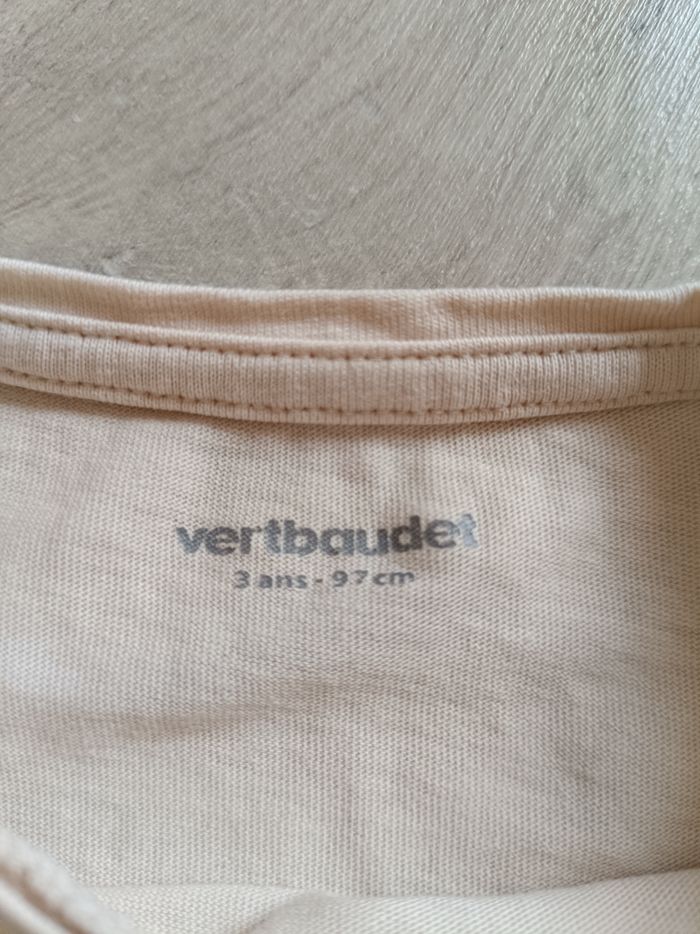 vertbaudet
3 ans - 97 cm